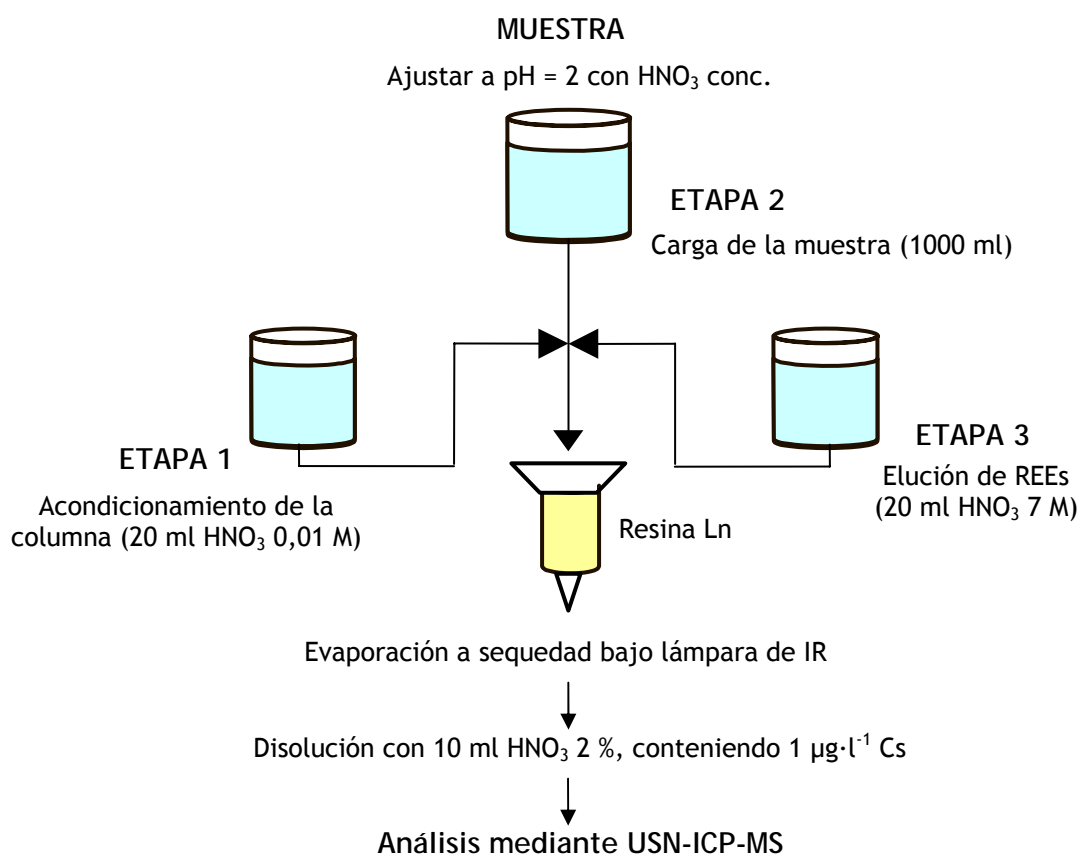 MUESTRA
Ajustar a pH = 2 con HNO₃ conc.
ETAPA 2
Carga de la muestra (1000 ml)
ETAPA 1
Acondicionamiento de la
columna (20 ml HNO₃ 0,01 M)
ETAPA 3
Elución de REEs
(20 ml HNO₃ 7 M)
Resina Ln
Evaporación a sequedad bajo lámpara de IR
Disolución con 10 ml HNO₃ 2 %, conteniendo 1 µg·l⁻¹ Cs
Análisis mediante USN-ICP-MS